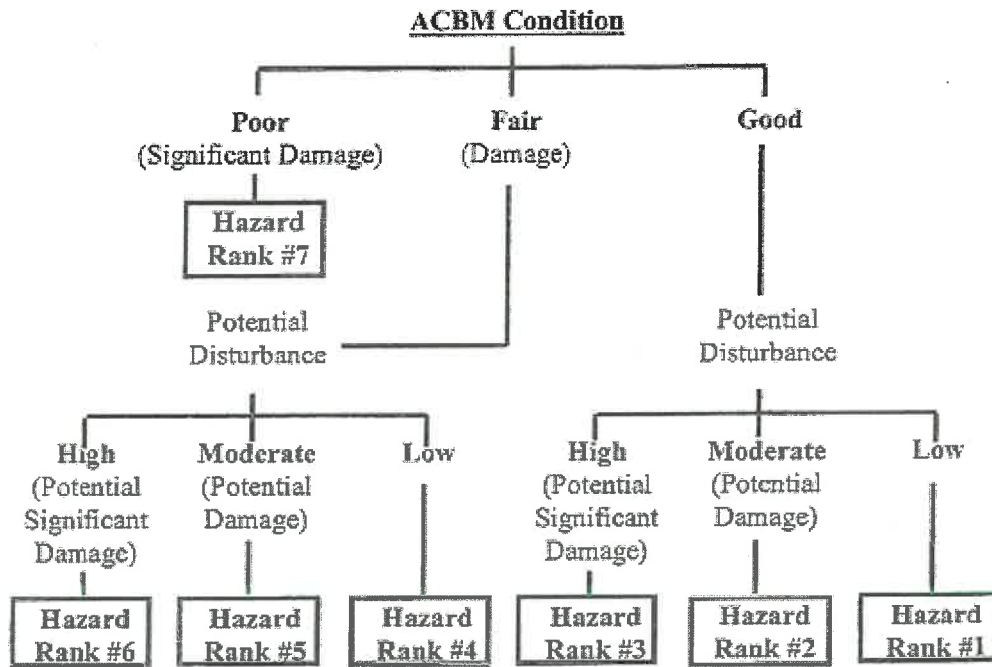 ACBM Condition
Poor
(Significant Damage)
Fair
(Damage)
Good
Hazard
Rank #7
Potential
Disturbance
Potential
Disturbance
High
(Potential
Significant
Damage)
Moderate
(Potential
Damage)
Low
High
(Potential
Significant
Damage)
Moderate
(Potential
Damage)
Low
Hazard
Rank #6
Hazard
Rank #5
Hazard
Rank #4
Hazard
Rank #3
Hazard
Rank #2
Hazard
Rank #1